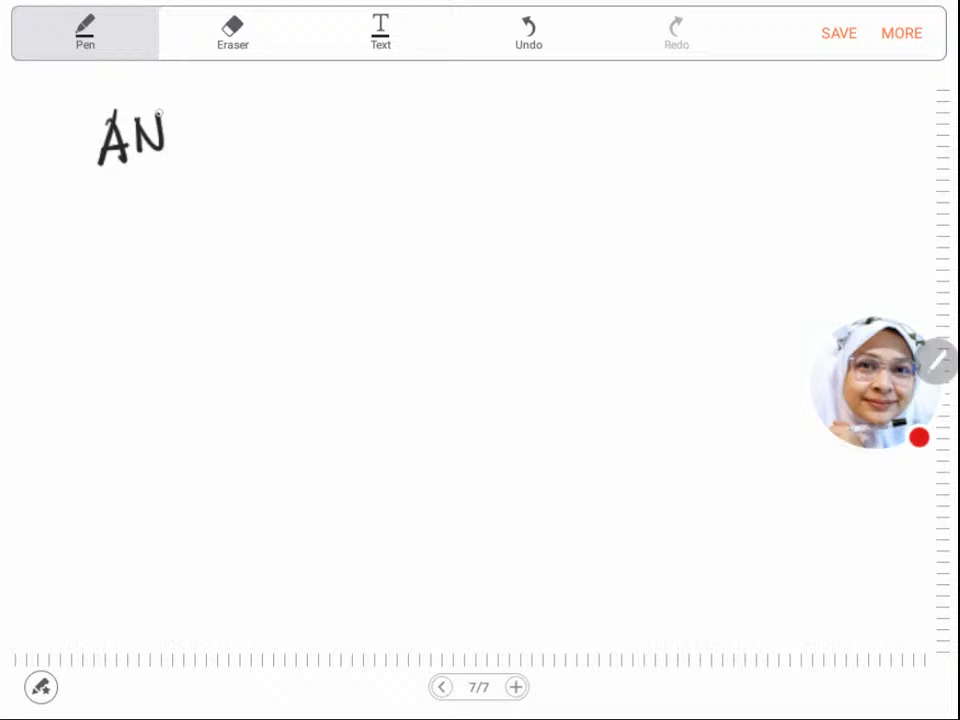 Pen
Eraser
Text
Undo
Redo
SAVE
MORE
AN
7/7